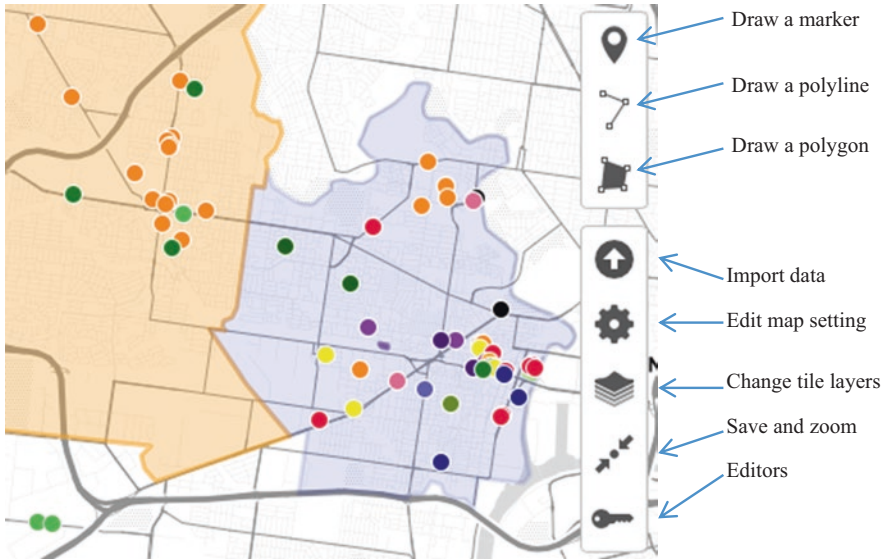 Draw a marker
Draw a polyline
Draw a polygon
Import data
Edit map setting
N
Change tile layers
Save and zoom
Editors